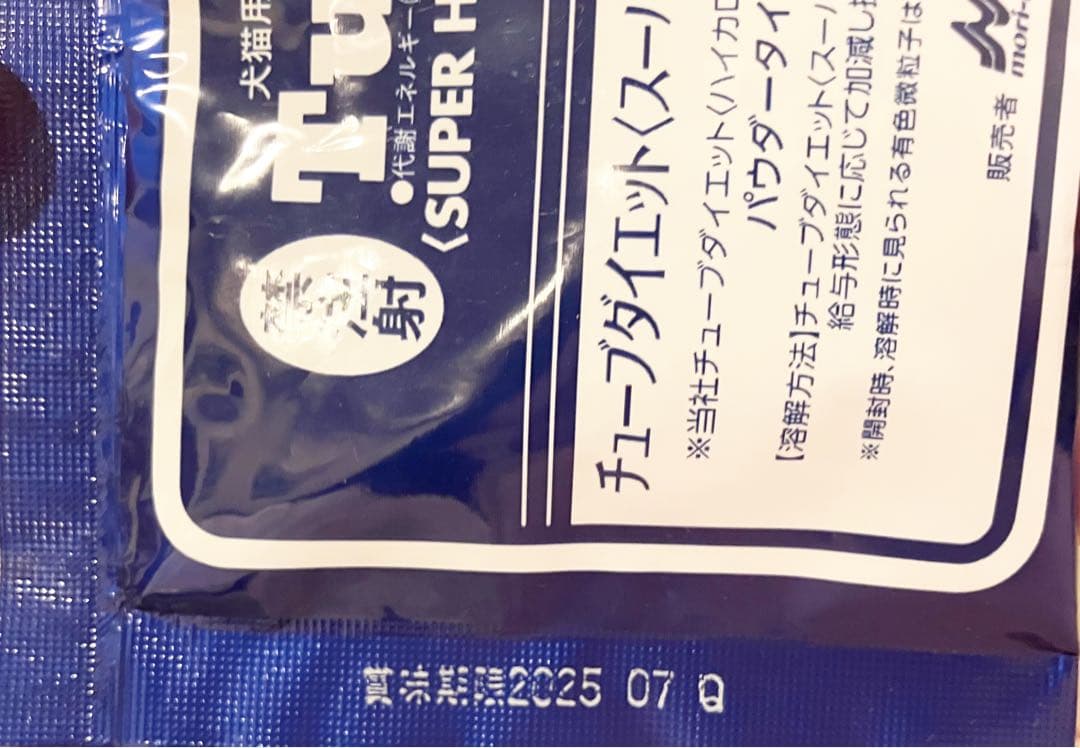 犬猫用
Tu
●代謝エネルギー
〈SUPER H
禁注射
チューブダイエット〈スーパ
※当社チューブダイエット〈ハイカロ
パウダータイ
【溶解方法】チューブダイエット〈スーパ
給与形態に応じて加減し
※開封時、溶解時に見られる有色微粒子は
販売者
mori-
賞味期限2025 07 Q